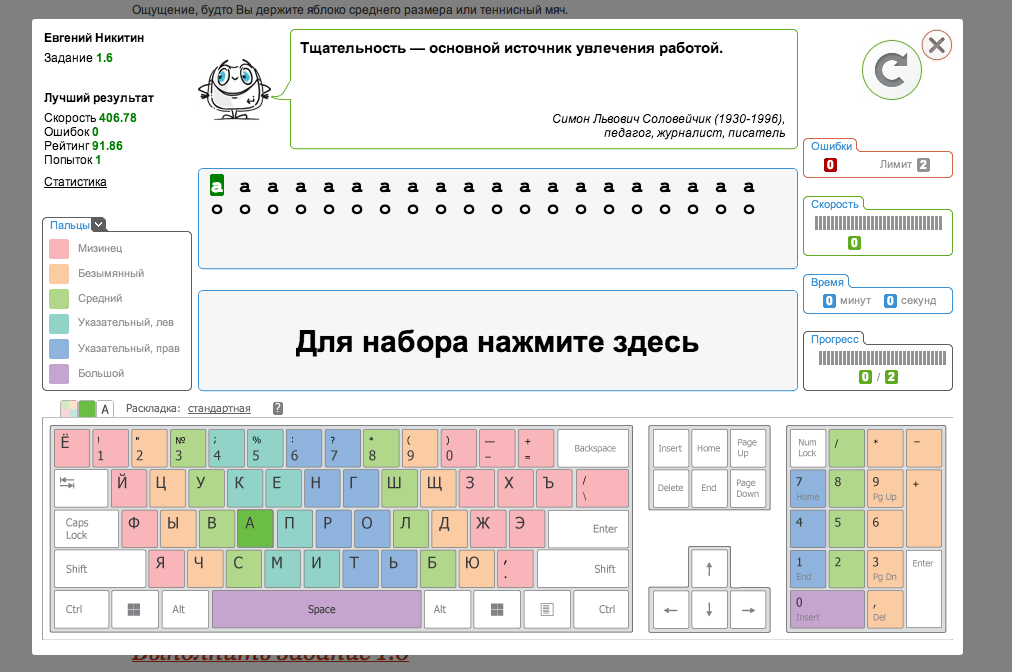 Ощущение, будто Вы держите яблоко среднего размера или теннисный мяч.
Евгений Никитин
Задание 1.6
Лучший результат
Скорость 406.78
Ошибок 0
Рейтинг 91.86
Попыток 1
Статистика
Тщательность — основной источник увлечения работой.
Симон Львович Соловейчик (1930-1996),
педагог, журналист, писатель
Ошибки
0 Лимит 2
Скорость
0
Время
0 минут 0 секунд
Прогресс
0 / 2
а а а а а а а а а а а а а а а а а а а а
о о о о о о о о о о о о о о о о о о о о
Для набора нажмите здесь
Пальцы
Мизинец
Безымянный
Средний
Указательный, лев
Указательный, прав
Большой
А Раскладка: стандартная ?
Ё ! 1 " 2 № 3 ; 4 % 5 : 6 ? 7 * 8 ( 9 ) 0 — – + = Backspace
Й Ц У К Е Н Г Ш Щ З Х Ъ / \
Caps Lock Ф Ы В А П Р О Л Д Ж Э Enter
Shift Я Ч С М И Т Ь Б Ю , . Shift
Ctrl Alt Space Alt Ctrl
Insert Home Page Up
Delete End Page Down
↑
← ↓ →
Num Lock / * –
7 Home 8 9 Pg Up +
4 5 6
1 End 2 3 Pg Dn Enter
0 Insert , Del
Выполнить задание 1.6